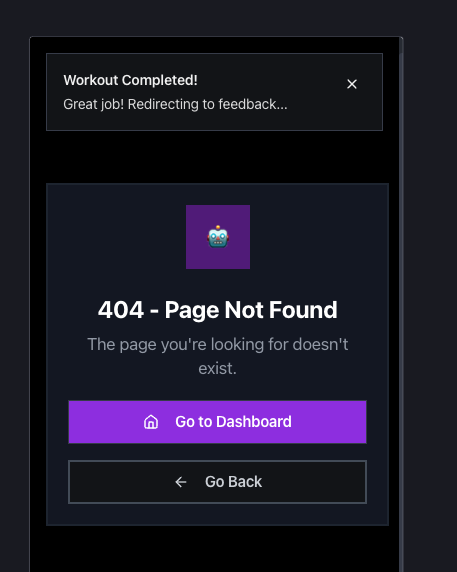 Workout Completed!
Great job! Redirecting to feedback...
404 - Page Not Found
The page you're looking for doesn't
exist.
Go to Dashboard
Go Back